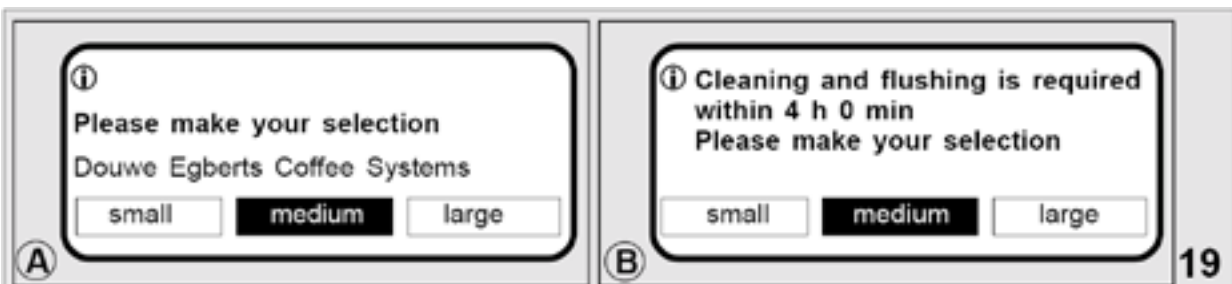 ⓘ
Please make your selection
Douwe Egberts Coffee Systems
small medium large
A
ⓘ Cleaning and flushing is required
within 4 h 0 min
Please make your selection
small medium large
B
19